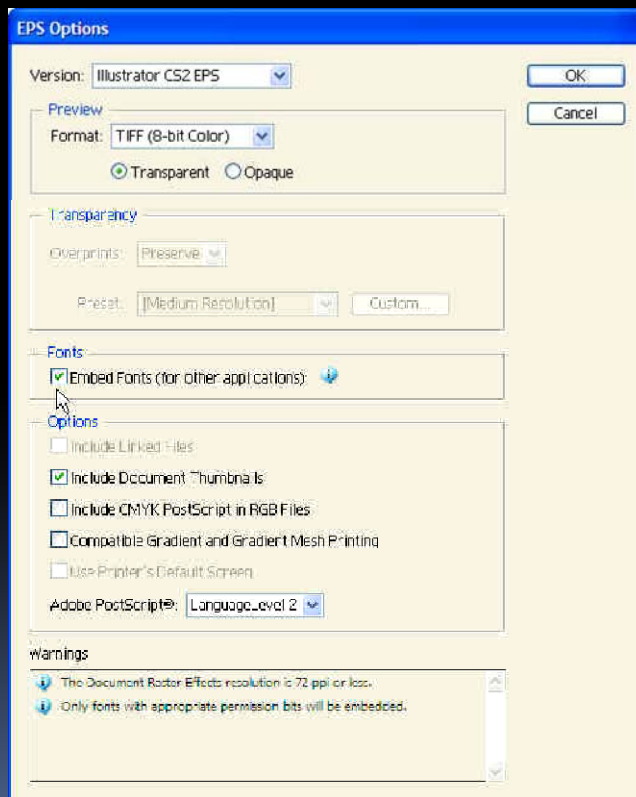 EPS Options
Version: Illustrator CS2 EPS
OK
Cancel
Preview
Format: TIFF (8-bit Color)
Transparent Opaque
Transparency
Overprints: Preserve
Preset: [Medium Resolution] Custom...
Fonts
Embed Fonts (for other applications)
Options
Include Linked Files
Include Document Thumbnails
Include CMYK PostScript in RGB Files
Compatible Gradient and Gradient Mesh Printing
Use Printer's Default Screen
Adobe PostScript®: LanguageLevel 2
Warnings
The Document Raster Effects resolution is 72 ppi or less.
Only fonts with appropriate permission bits will be embedded.